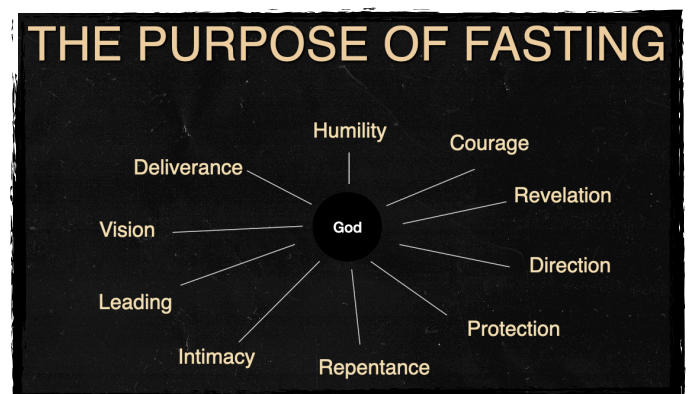 THE PURPOSE OF FASTING
Humility
Courage
Deliverance
Revelation
God
Vision
Direction
Leading
Protection
Intimacy
Repentance